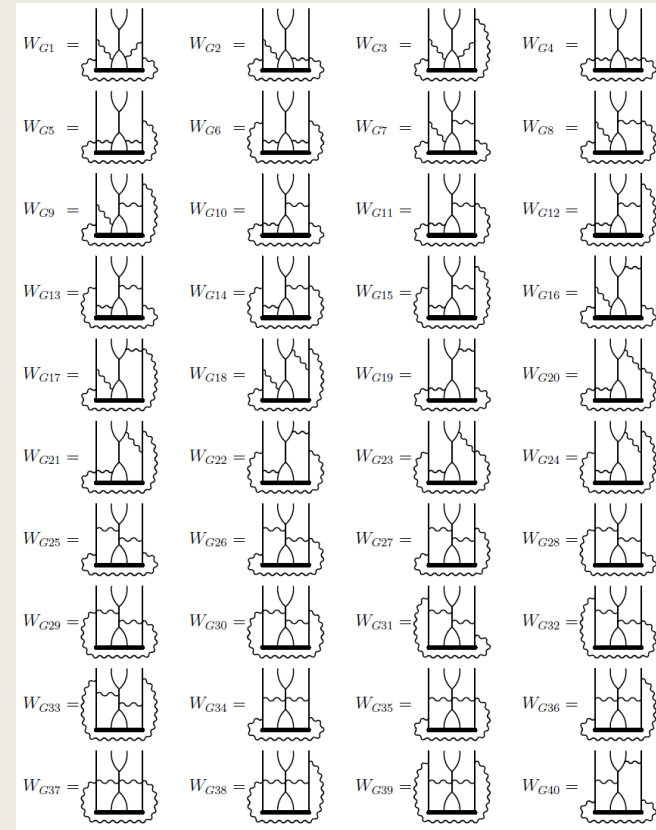 W_{G1} = W_{G2} = W_{G3} = W_{G4} =
W_{G5} = W_{G6} = W_{G7} = W_{G8} =
W_{G9} = W_{G10} = W_{G11} = W_{G12} =
W_{G13} = W_{G14} = W_{G15} = W_{G16} =
W_{G17} = W_{G18} = W_{G19} = W_{G20} =
W_{G21} = W_{G22} = W_{G23} = W_{G24} =
W_{G25} = W_{G26} = W_{G27} = W_{G28} =
W_{G29} = W_{G30} = W_{G31} = W_{G32} =
W_{G33} = W_{G34} = W_{G35} = W_{G36} =
W_{G37} = W_{G38} = W_{G39} = W_{G40} =